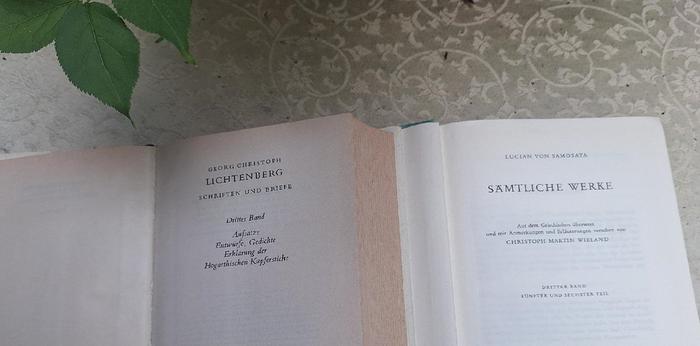 GEORG CHRISTOPH
LICHTENBERG
SCHRIFTEN UND BRIEFE
Dritter Band
Aufsätze
Entwürfe, Gedichte
Erklärung der
Hogarthischen Kupferstiche
LUCIAN VON SAMOSATA
SÄMTLICHE WERKE
Aus dem Griechischen übersetzt
und mit Anmerkungen und Erläuterungen versehen von
CHRISTOPH MARTIN WIELAND
DRITTER BAND
FÜNFTER UND SECHSTER TEIL